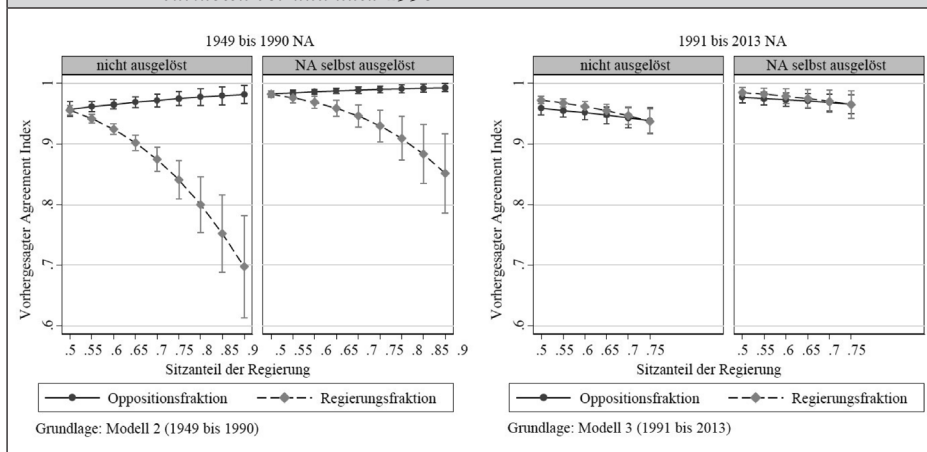 1949 bis 1990 NA
nicht ausgelöst
NA selbst ausgelöst
Vorhergesagter Agreement Index
1
.9
.8
.7
.6
.5 .55 .6 .65 .7 .75 .8 .85 .9
.5 .55 .6 .65 .7 .75 .8 .85 .9
Sitzanteil der Regierung
Oppositionsfraktion
Regierungsfraktion
Grundlage: Modell 2 (1949 bis 1990)
1991 bis 2013 NA
nicht ausgelöst
NA selbst ausgelöst
Vorhergesagter Agreement Index
1
.9
.8
.7
.6
.5 .55 .6 .65 .7 .75
.5 .55 .6 .65 .7 .75
Sitzanteil der Regierung
Oppositionsfraktion
Regierungsfraktion
Grundlage: Modell 3 (1991 bis 2013)